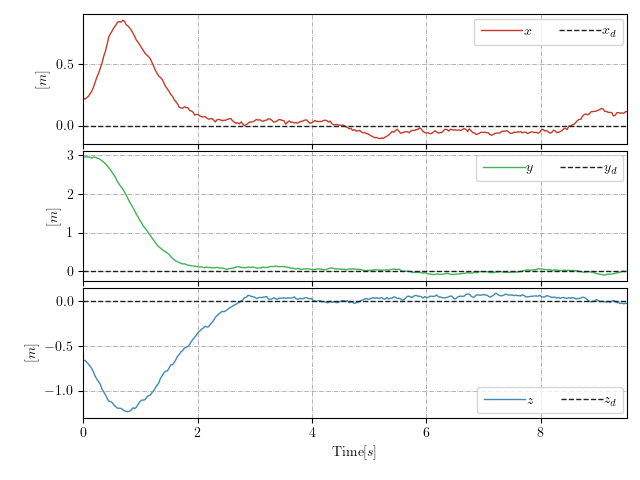 x x_d
0.5
[m]
0.0
3
y y_d
2
[m]
1
0
0.0
[m]
−0.5
−1.0
z z_d
0 2 4 6 8
Time[s]